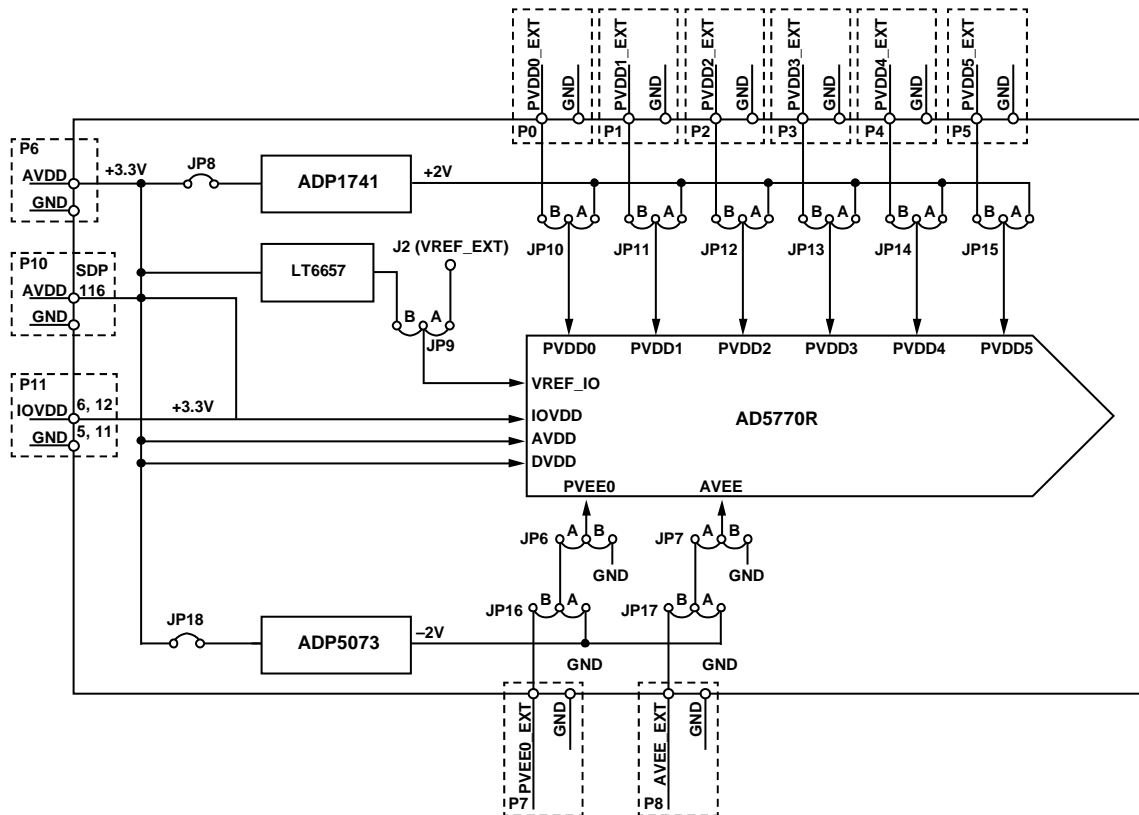 PVDD0_EXT
GND
P0
PVDD1_EXT
GND
P1
PVDD2_EXT
GND
P2
PVDD3_EXT
GND
P3
PVDD4_EXT
GND
P4
PVDD5_EXT
GND
P5
P6
AVDD
GND
+3.3V
JP8
ADP1741
+2V
B A
JP10
B A
JP11
B A
JP12
B A
JP13
B A
JP14
B A
JP15
P10
SDP
AVDD 116
GND
LT6657
J2 (VREF_EXT)
B A
JP9
P11
IOVDD 6, 12
GND 5, 11
+3.3V
PVDD0 PVDD1 PVDD2 PVDD3 PVDD4 PVDD5
VREF_IO
IOVDD
AVDD
DVDD
AD5770R
PVEE0 AVEE
JP6 A B
GND
JP7 A B
GND
JP16 B A
JP17 B A
JP18
ADP5073
–2V
GND
GND
PVEE0_EXT
GND
P7
AVEE_EXT
GND
P8